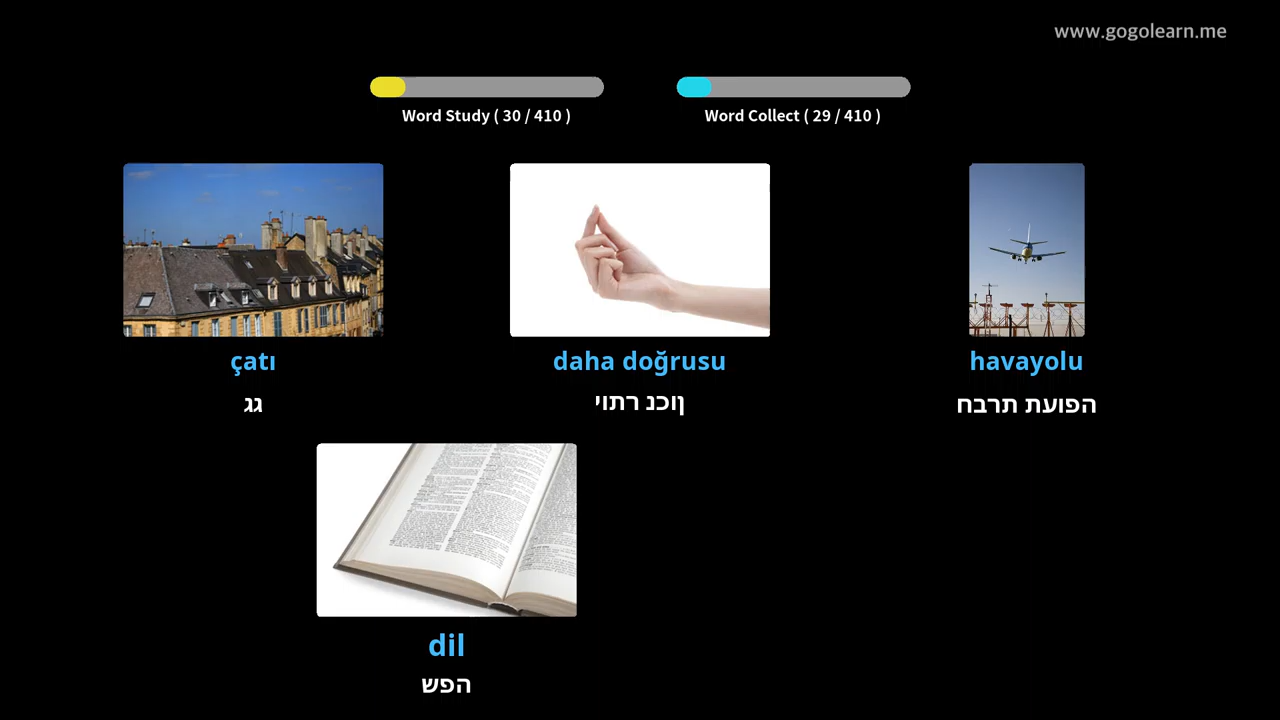 www.gogolearn.me
Word Study ( 30 / 410 )
Word Collect ( 29 / 410 )
çatı
daha doğrusu
havayolu
גג
ןוכנ רתוי
הפועת תרבח
dil
הפש